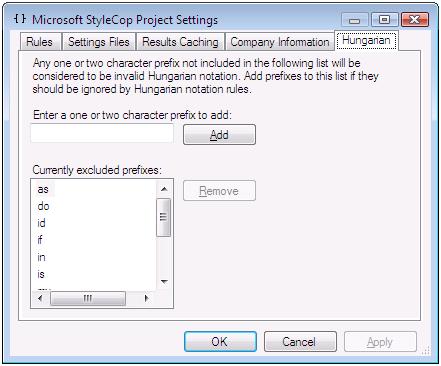 { } Microsoft StyleCop Project Settings
Rules Settings Files Results Caching Company Information Hungarian
Any one or two character prefix not included in the following list will be
considered to be invalid Hungarian notation. Add prefixes to this list if they
should be ignored by Hungarian notation rules.
Enter a one or two character prefix to add:
Add
Currently excluded prefixes:
Remove
as
do
id
if
in
is
OK Cancel Apply